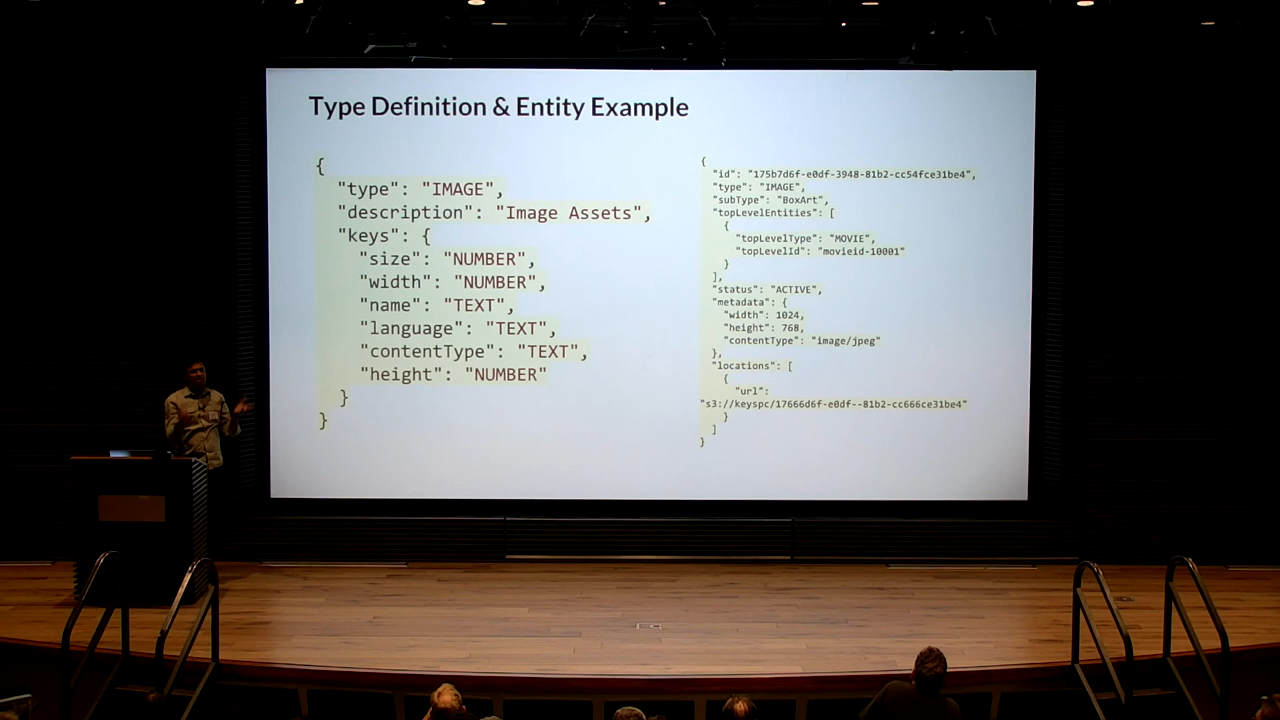 Type Definition & Entity Example
{
"type": "IMAGE",
"description": "Image Assets",
"keys": {
"size": "NUMBER",
"width": "NUMBER",
"name": "TEXT",
"language": "TEXT",
"contentType": "TEXT",
"height": "NUMBER"
}
}
{
"id": "175b7d6f-e0df-3948-81b2-cc54fce31be4",
"type": "IMAGE",
"subType": "BoxArt",
"topLevelEntities": [
{
"topLevelType": "MOVIE",
"topLevelId": "movieid-10001"
}
],
"status": "ACTIVE",
"metadata": {
"width": 1024,
"height": 768,
"contentType": "image/jpeg"
},
"locations": [
{
"url":
"s3://keyspc/17666d6f-e0df--81b2-cc666ce31be4"
}
]
}